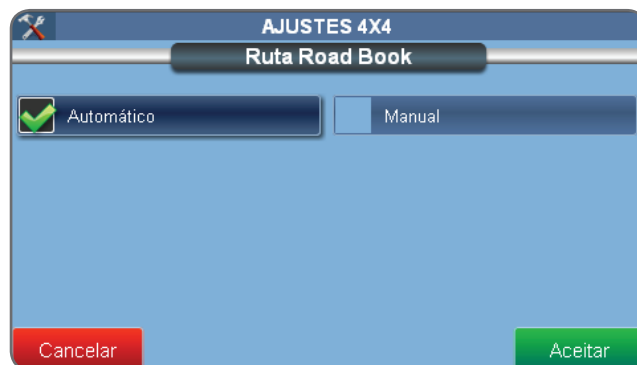 AJUSTES 4X4
Ruta Road Book
Automático
Manual
Cancelar
Aceitar